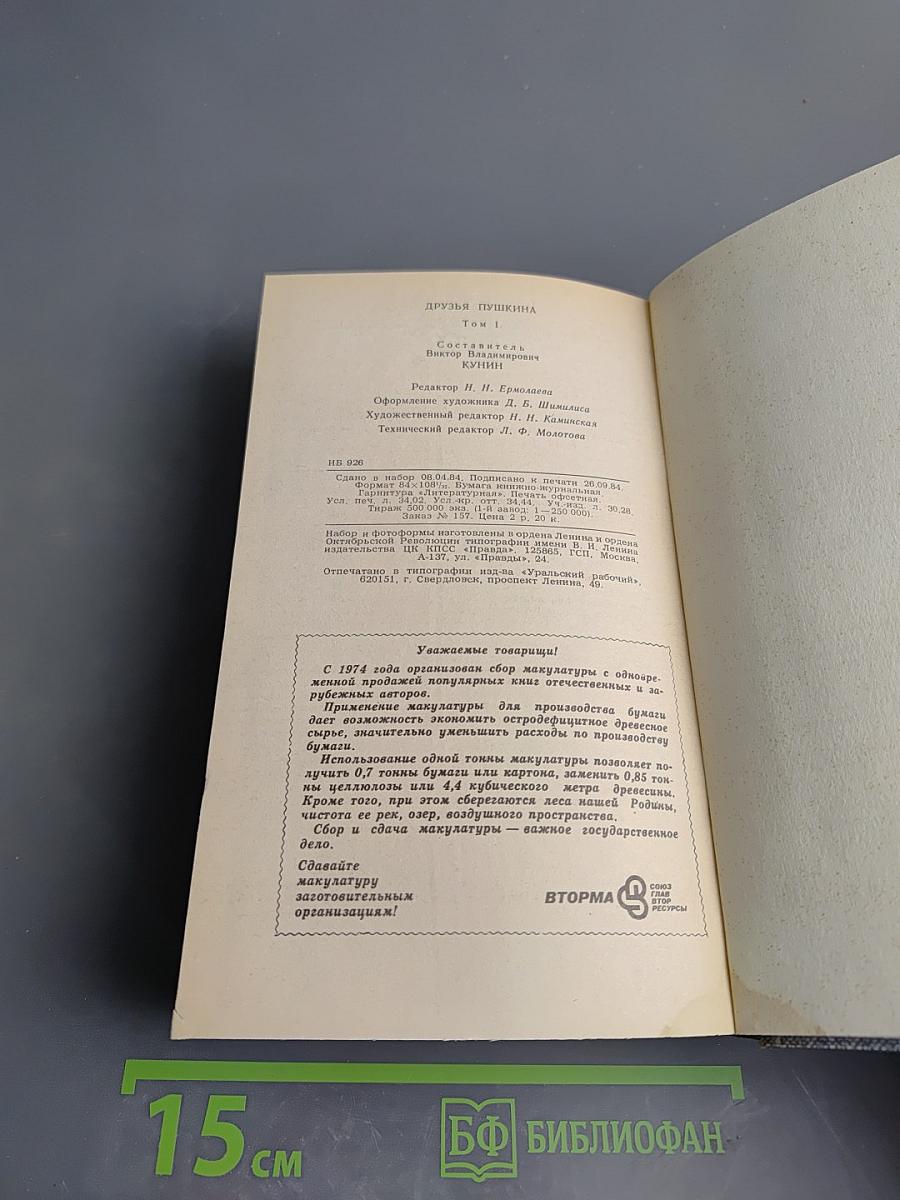 ДРУЗЬЯ ПУШКИНА
Том 1.
Составитель
Виктор Владимирович
КУНИН
Редактор Н. Н. Ермолаева
Оформление художника Д. Б. Шимилиса
Художественный редактор Н. Н. Каминская
Технический редактор Л. Ф. Молотова
ИБ 926
Сдано в набор 08.04.84. Подписано к печати 26.09.84.
Формат 84×108¹/₃₂. Бумага книжно-журнальная.
Гарнитура «Литературная». Печать офсетная.
Усл. печ. л. 34,02. Усл.-кр. отт. 34,44. Уч.-изд. л. 30,28.
Тираж 500 000 экз. (1-й завод: 1—250 000).
Заказ № 157. Цена 2 р. 20 к.
Набор и фотоформы изготовлены в ордена Ленина и ордена
Октябрьской Революции типографии имени В. И. Ленина
издательства ЦК КПСС «Правда». 125865, ГСП, Москва,
А-137, ул. «Правды», 24.
Отпечатано в типографии изд-ва «Уральский рабочий»,
620151, г. Свердловск, проспект Ленина, 49.
Уважаемые товарищи!
С 1974 года организован сбор макулатуры с одновре-
менной продажей популярных книг отечественных и за-
рубежных авторов.
Применение макулатуры для производства бумаги
дает возможность экономить остродефицитное древесное
сырье, значительно уменьшить расходы по производству
бумаги.
Использование одной тонны макулатуры позволяет по-
лучить 0,7 тонны бумаги или картона, заменить 0,85 тон-
ны целлюлозы или 4,4 кубического метра древесины.
Кроме того, при этом сберегаются леса нашей Родины,
чистота ее рек, озер, воздушного пространства.
Сбор и сдача макулатуры — важное государственное
дело.
Сдавайте
макулатуру
заготовительным
организациям!
ВТОРМА
СОЮЗ
ГЛАВ
ВТОР
РЕСУРСЫ
15 см
БФ БИБЛИОФАН